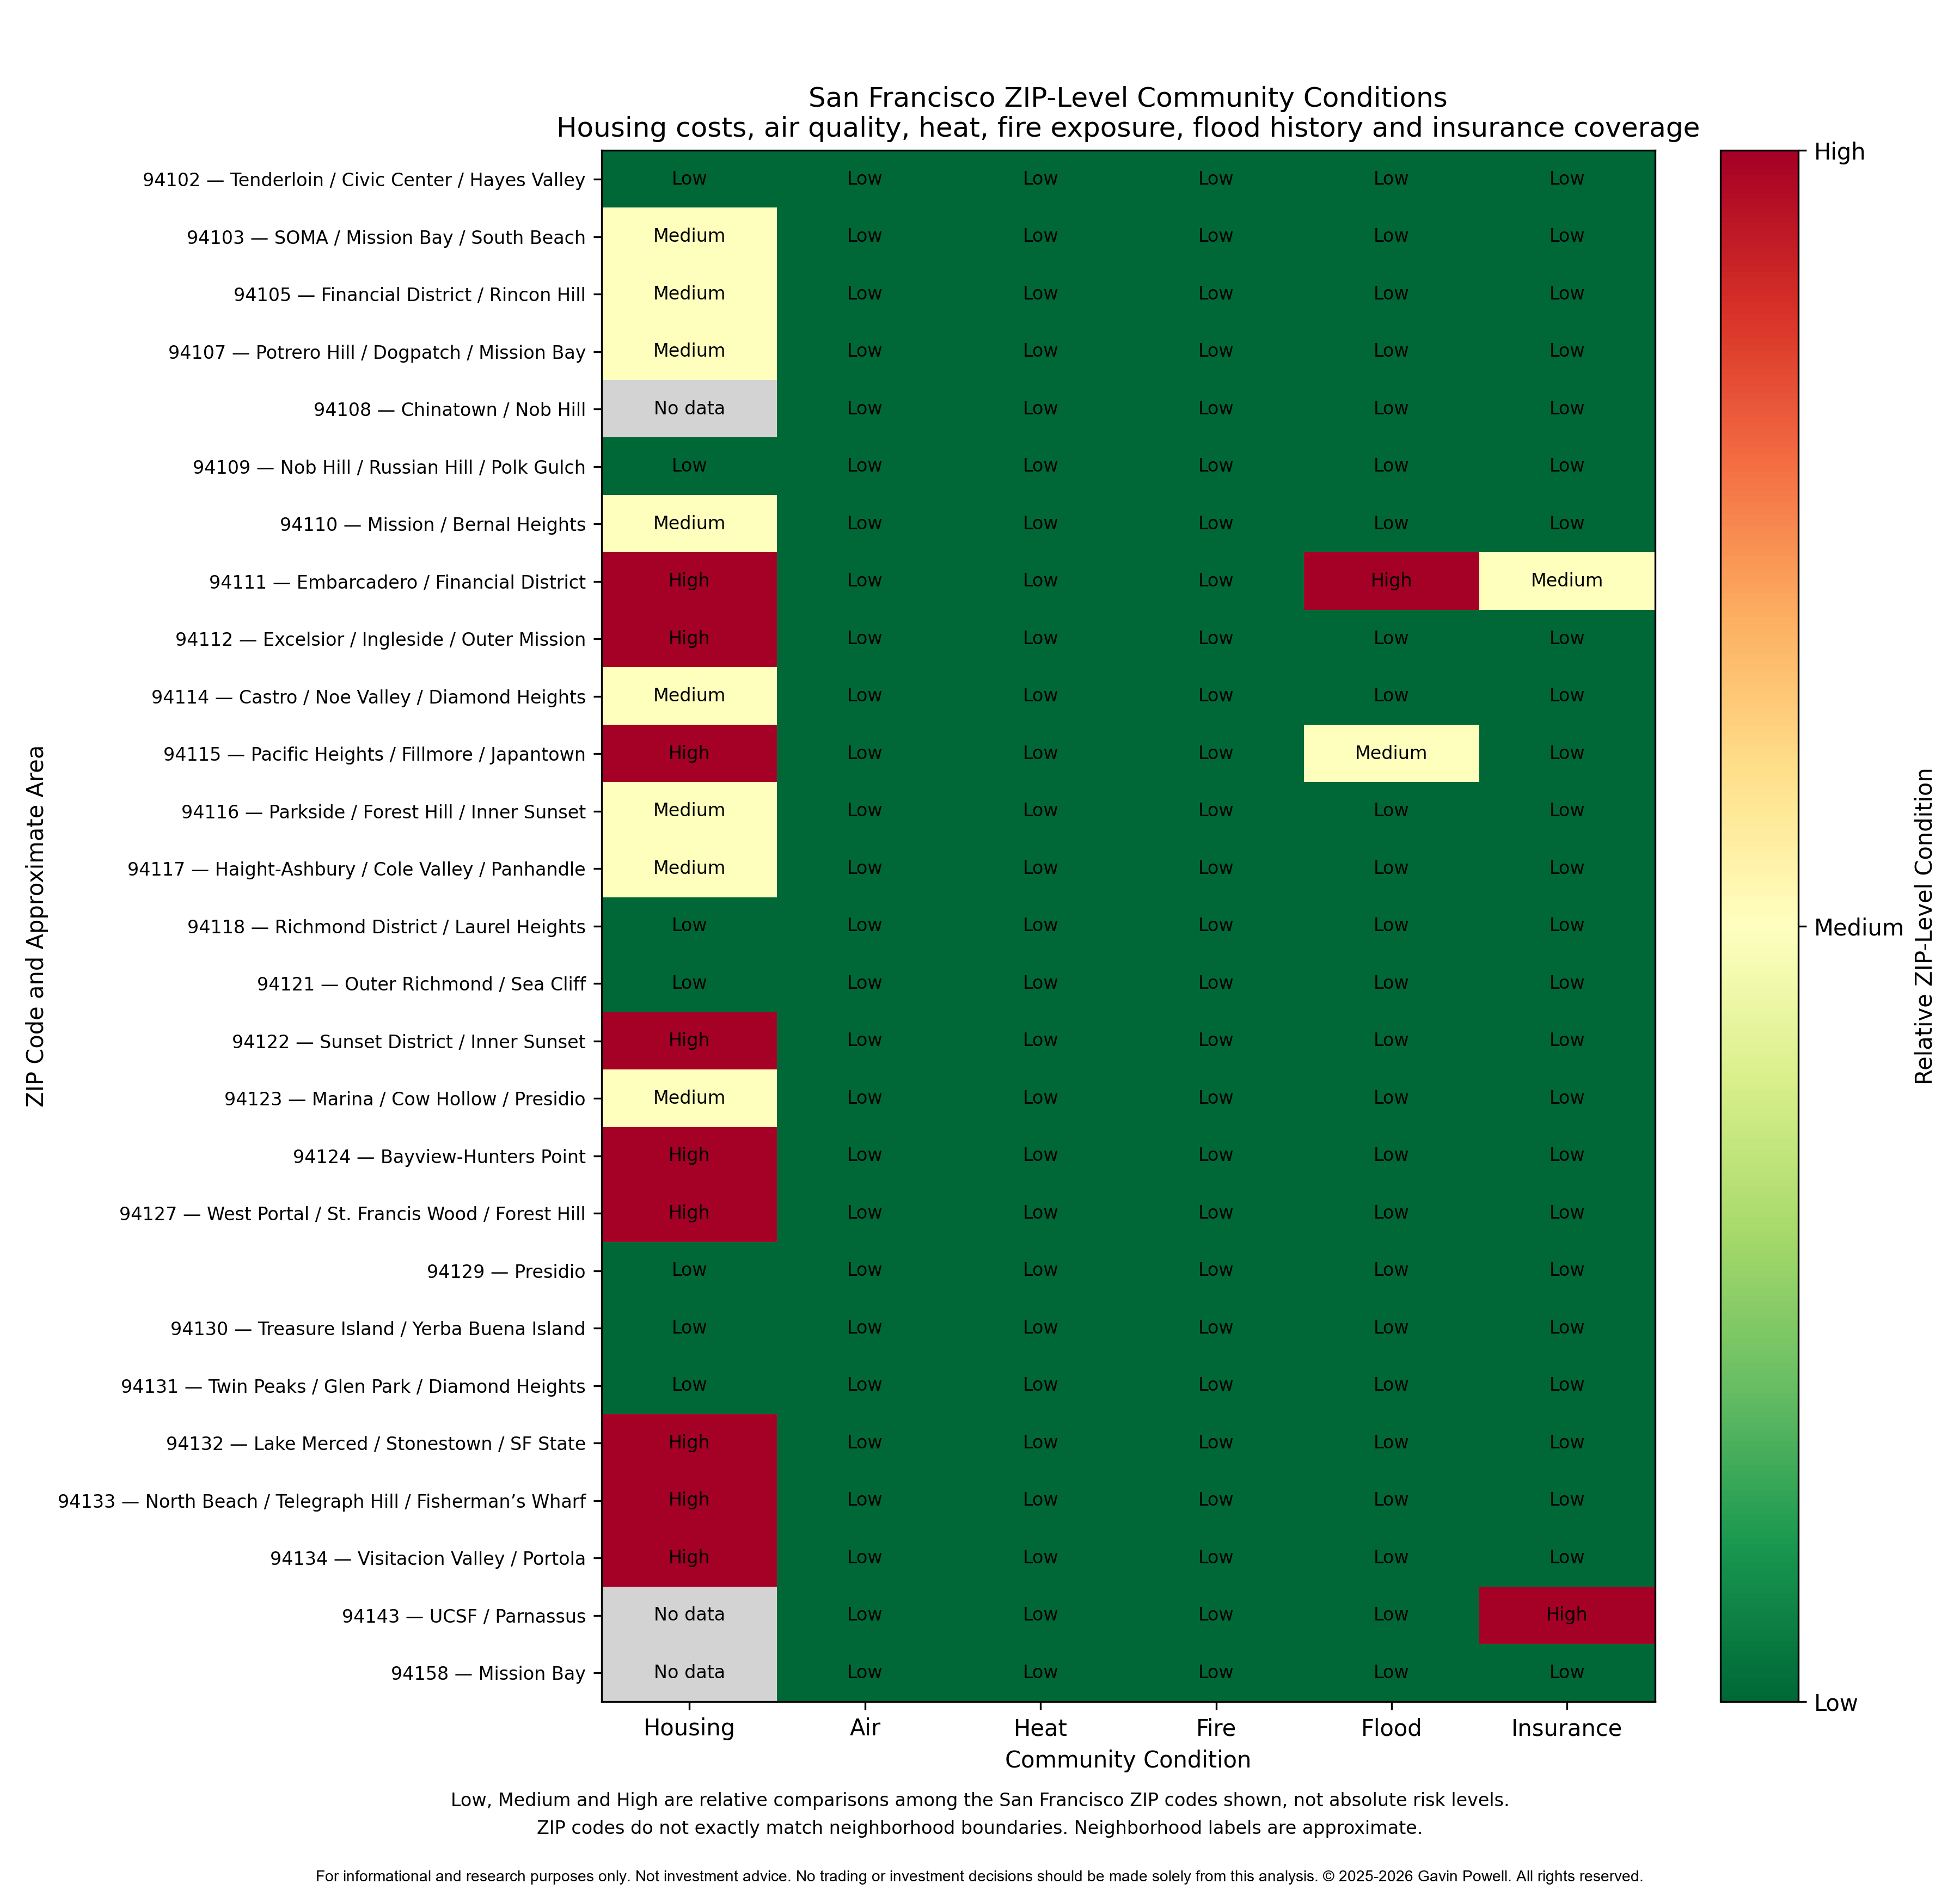 San Francisco ZIP-Level Community Conditions
Housing costs, air quality, heat, fire exposure, flood history and insurance coverage
High
94102 — Tenderloin / Civic Center / Hayes Valley Low Low Low Low Low Low
94103 — SOMA / Mission Bay / South Beach Medium Low Low Low Low Low
94105 — Financial District / Rincon Hill Medium Low Low Low Low Low
94107 — Potrero Hill / Dogpatch / Mission Bay Medium Low Low Low Low Low
94108 — Chinatown / Nob Hill No data Low Low Low Low Low
94109 — Nob Hill / Russian Hill / Polk Gulch Low Low Low Low Low Low
94110 — Mission / Bernal Heights Medium Low Low Low Low Low
94111 — Embarcadero / Financial District High Low Low Low High Medium
94112 — Excelsior / Ingleside / Outer Mission High Low Low Low Low Low
94114 — Castro / Noe Valley / Diamond Heights Medium Low Low Low Low Low
94115 — Pacific Heights / Fillmore / Japantown High Low Low Low Medium Low
94116 — Parkside / Forest Hill / Inner Sunset Medium Low Low Low Low Low
94117 — Haight-Ashbury / Cole Valley / Panhandle Medium Low Low Low Low Low
94118 — Richmond District / Laurel Heights Low Low Low Low Low Low
Medium
94121 — Outer Richmond / Sea Cliff Low Low Low Low Low Low
94122 — Sunset District / Inner Sunset High Low Low Low Low Low
94123 — Marina / Cow Hollow / Presidio Medium Low Low Low Low Low
94124 — Bayview-Hunters Point High Low Low Low Low Low
94127 — West Portal / St. Francis Wood / Forest Hill High Low Low Low Low Low
94129 — Presidio Low Low Low Low Low Low
94130 — Treasure Island / Yerba Buena Island Low Low Low Low Low Low
94131 — Twin Peaks / Glen Park / Diamond Heights Low Low Low Low Low Low
94132 — Lake Merced / Stonestown / SF State High Low Low Low Low Low
94133 — North Beach / Telegraph Hill / Fisherman’s Wharf High Low Low Low Low Low
94134 — Visitacion Valley / Portola High Low Low Low Low Low
94143 — UCSF / Parnassus No data Low Low Low Low High
94158 — Mission Bay No data Low Low Low Low Low
Low
ZIP Code and Approximate Area
Relative ZIP-Level Condition
Housing Air Heat Fire Flood Insurance
Community Condition
Low, Medium and High are relative comparisons among the San Francisco ZIP codes shown, not absolute risk levels.
ZIP codes do not exactly match neighborhood boundaries. Neighborhood labels are approximate.
For informational and research purposes only. Not investment advice. No trading or investment decisions should be made solely from this analysis. © 2025-2026 Gavin Powell. All rights reserved.